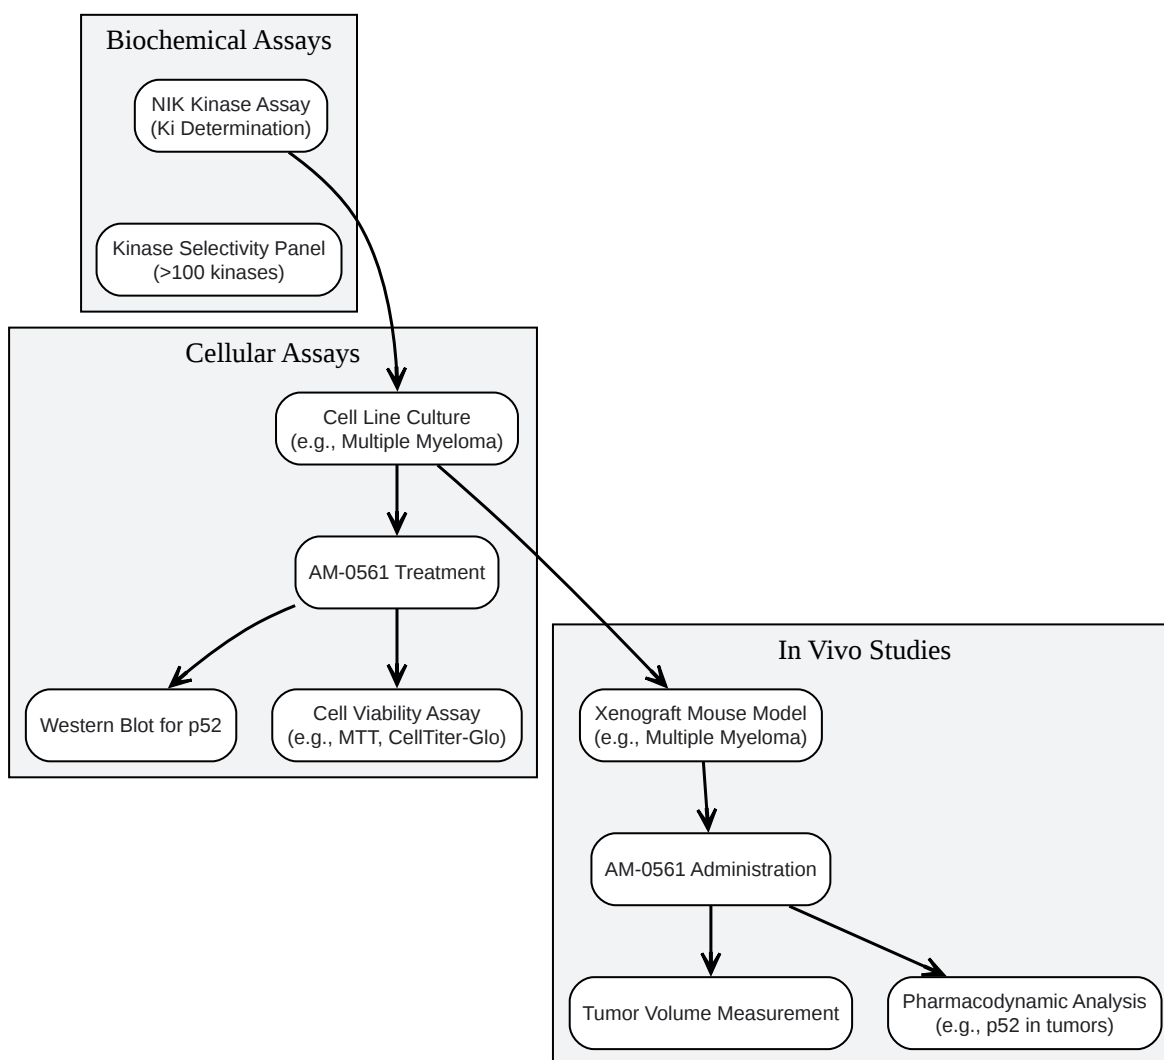 Biochemical Assays
NIK Kinase Assay
(Ki Determination)
Kinase Selectivity Panel
(>100 kinases)
Cellular Assays
Cell Line Culture
(e.g., Multiple Myeloma)
AM-0561 Treatment
Western Blot for p52
Cell Viability Assay
(e.g., MTT, CellTiter-Glo)
In Vivo Studies
Xenograft Mouse Model
(e.g., Multiple Myeloma)
AM-0561 Administration
Tumor Volume Measurement
Pharmacodynamic Analysis
(e.g., p52 in tumors)